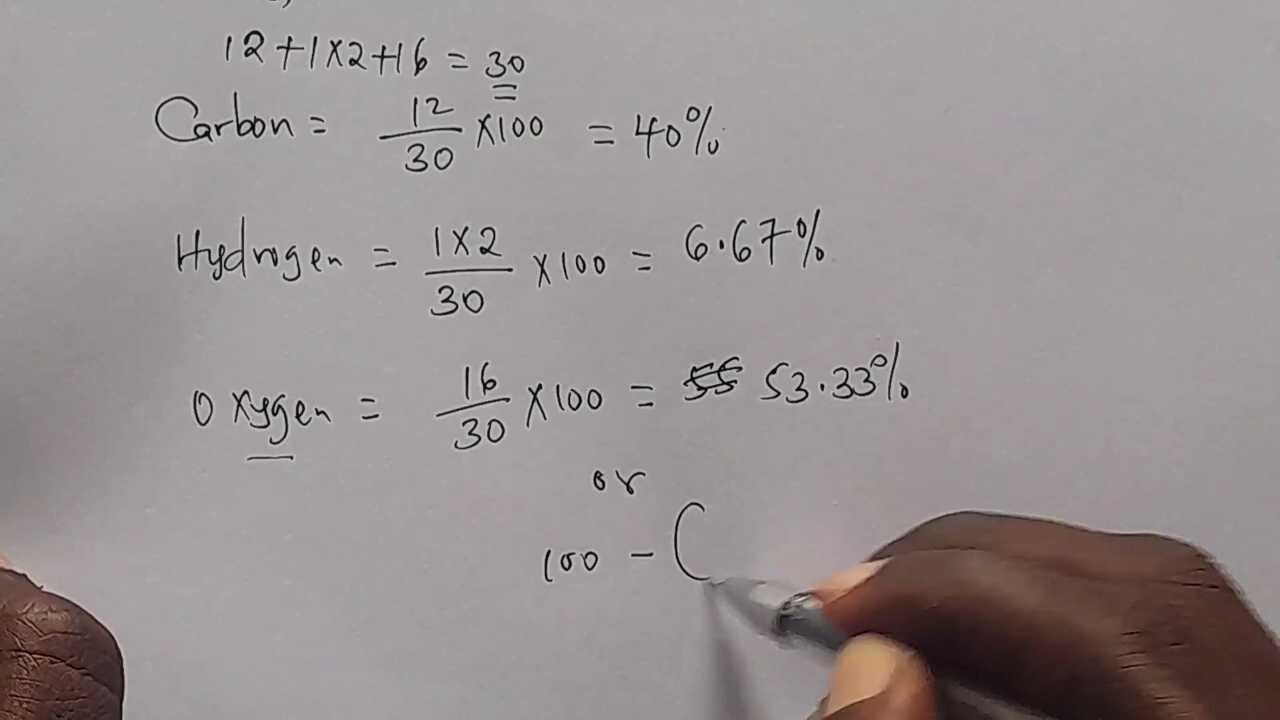 12+1×2+16 = 30
Carbon = 12/30 ×100 = 40%
Hydrogen = 1×2/30 ×100 = 6.67%
Oxygen = 16/30 ×100 = 55 53.33%
or
100 - (